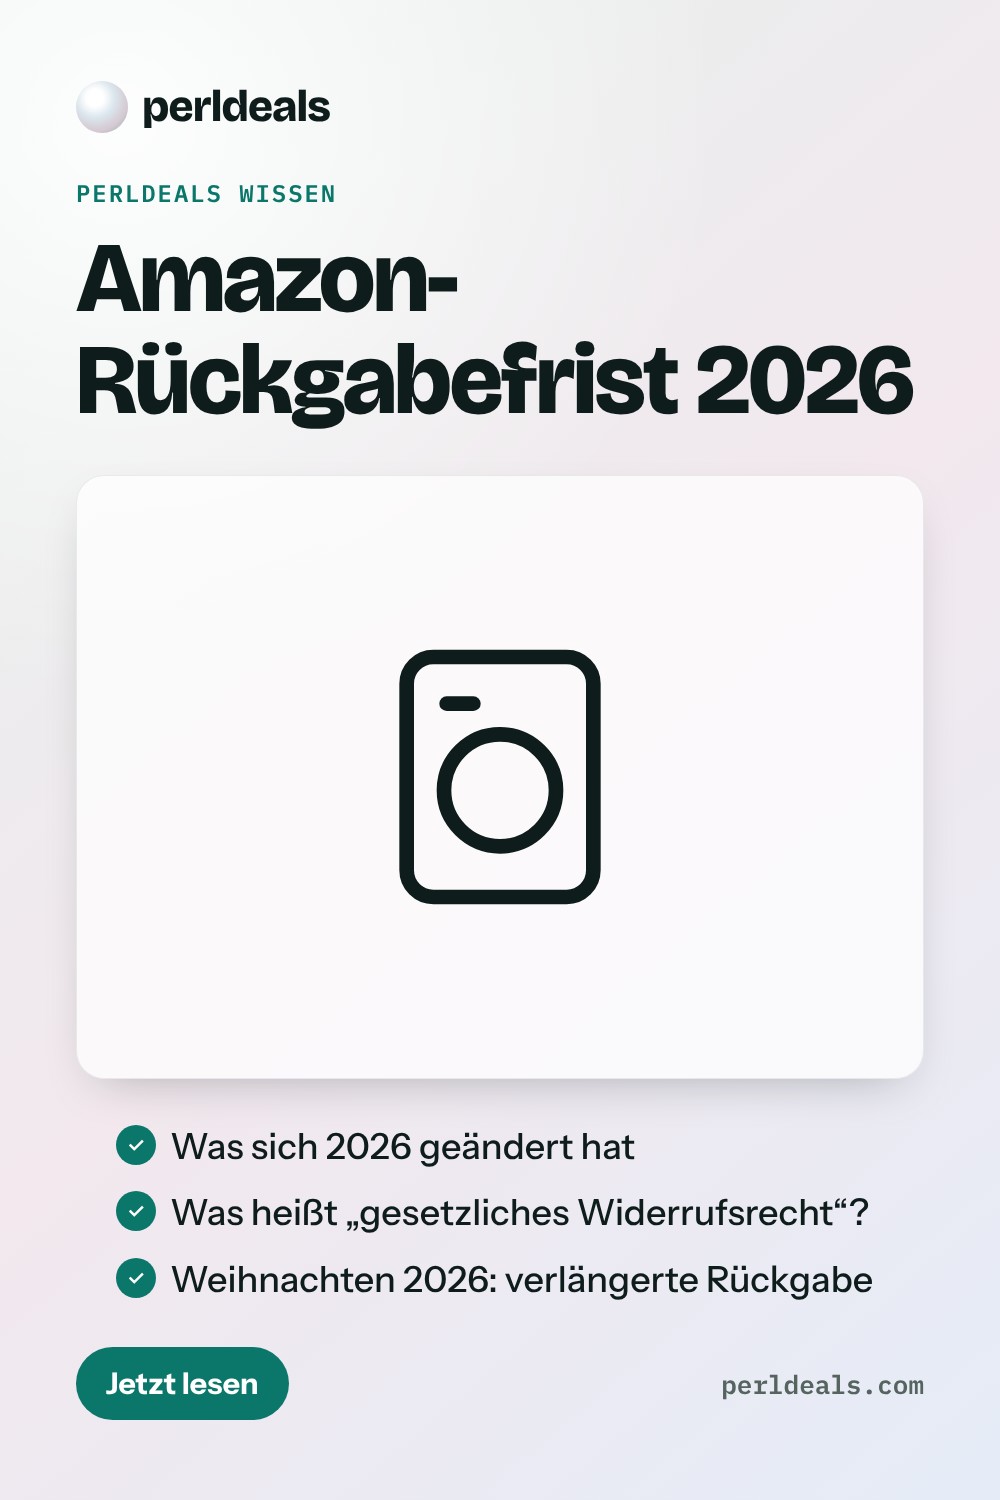 perldeals
PERLDEALS WISSEN
Amazon-
Rückgabefrist 2026
Was sich 2026 geändert hat
Was heißt „gesetzliches Widerrufsrecht“?
Weihnachten 2026: verlängerte Rückgabe
Jetzt lesen
perldeals.com